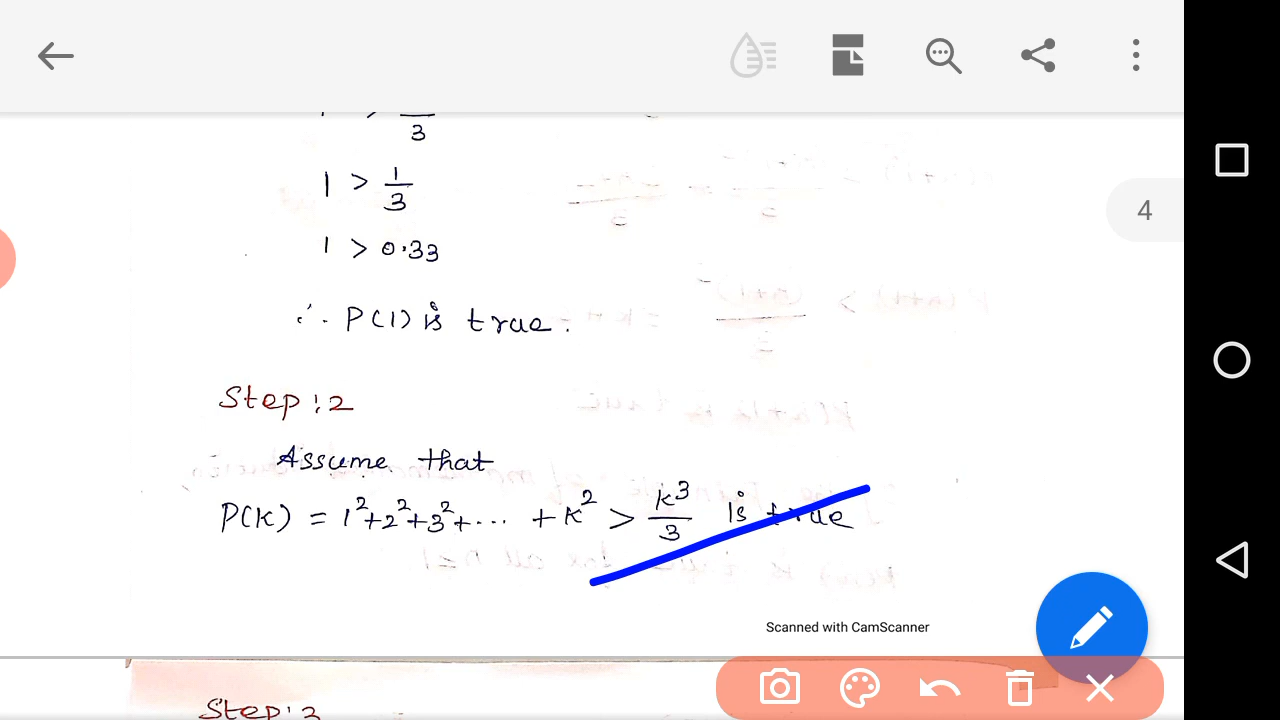 3
4
1 > 1/3
1 > 0.33
∴ P(1) is true.
Step:2
Assume that
P(K) = 1²+2²+3²+... + K² > K³/3 is true
Scanned with CamScanner
Step:3